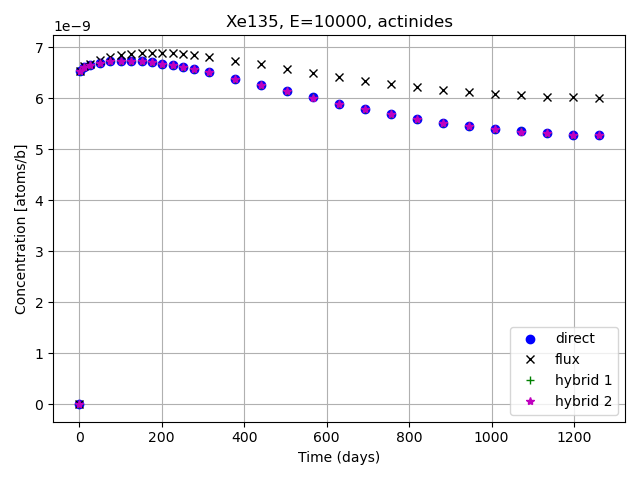 Xe135, E=10000, actinides
1e−9
7
6
5
4
3
2
1
0
Concentration [atoms/b]
0
200
400
600
800
1000
1200
Time (days)
direct
flux
hybrid 1
hybrid 2